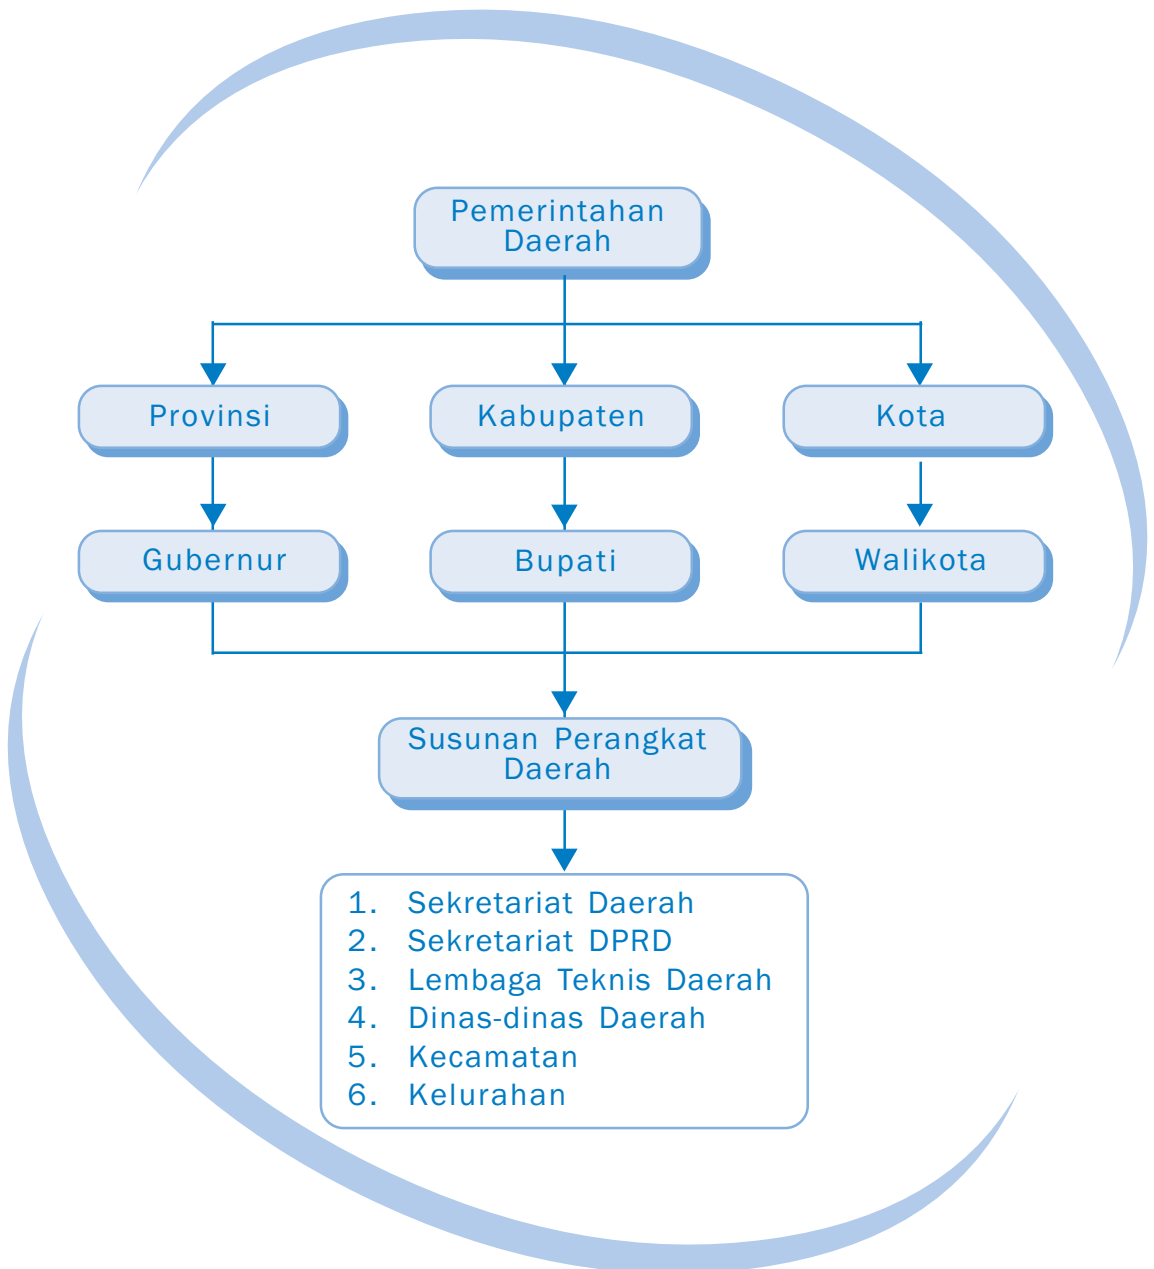 Pemerintahan
Daerah
Provinsi
Kabupaten
Kota
Gubernur
Bupati
Walikota
Susunan Perangkat
Daerah
1. Sekretariat Daerah
2. Sekretariat DPRD
3. Lembaga Teknis Daerah
4. Dinas-dinas Daerah
5. Kecamatan
6. Kelurahan